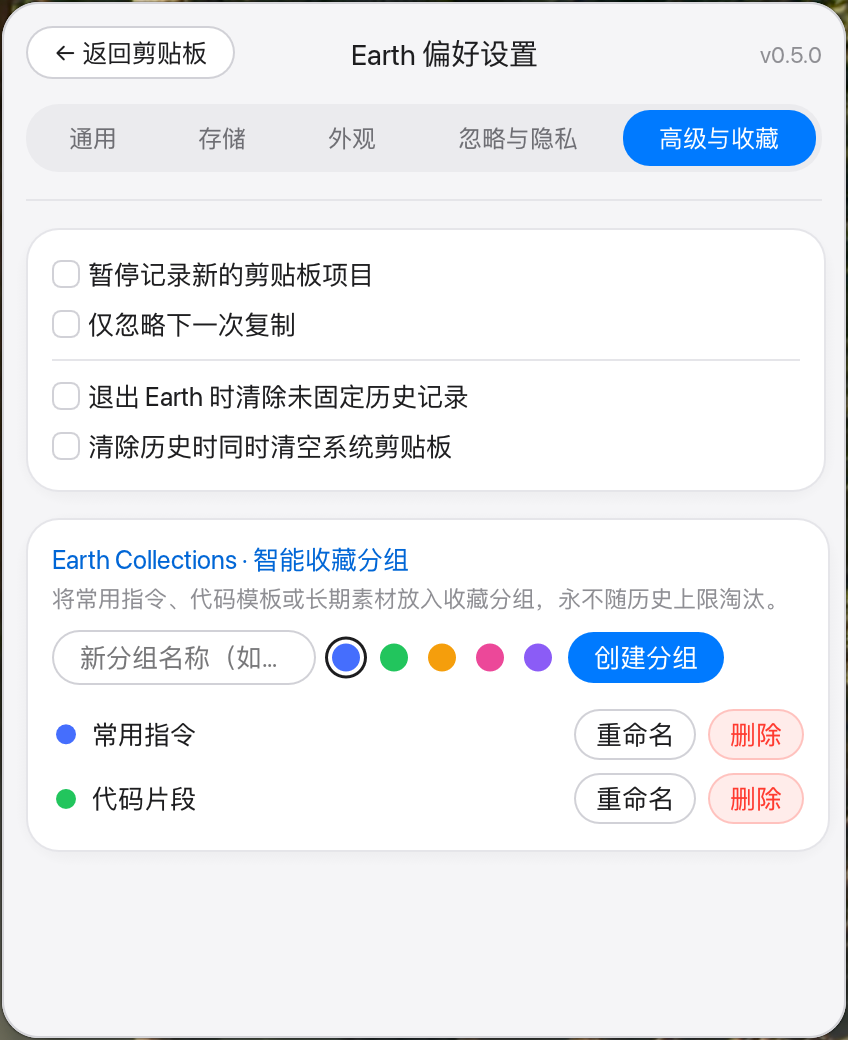 ← 返回剪贴板 Earth 偏好设置 v0.5.0
通用 存储 外观 忽略与隐私 高级与收藏
暂停记录新的剪贴板项目
仅忽略下一次复制
退出 Earth 时清除未固定历史记录
清除历史时同时清空系统剪贴板
Earth Collections · 智能收藏分组
将常用指令、代码模板或长期素材放入收藏分组，永不随历史上限淘汰。
新分组名称（如... 创建分组
常用指令 重命名 删除
代码片段 重命名 删除